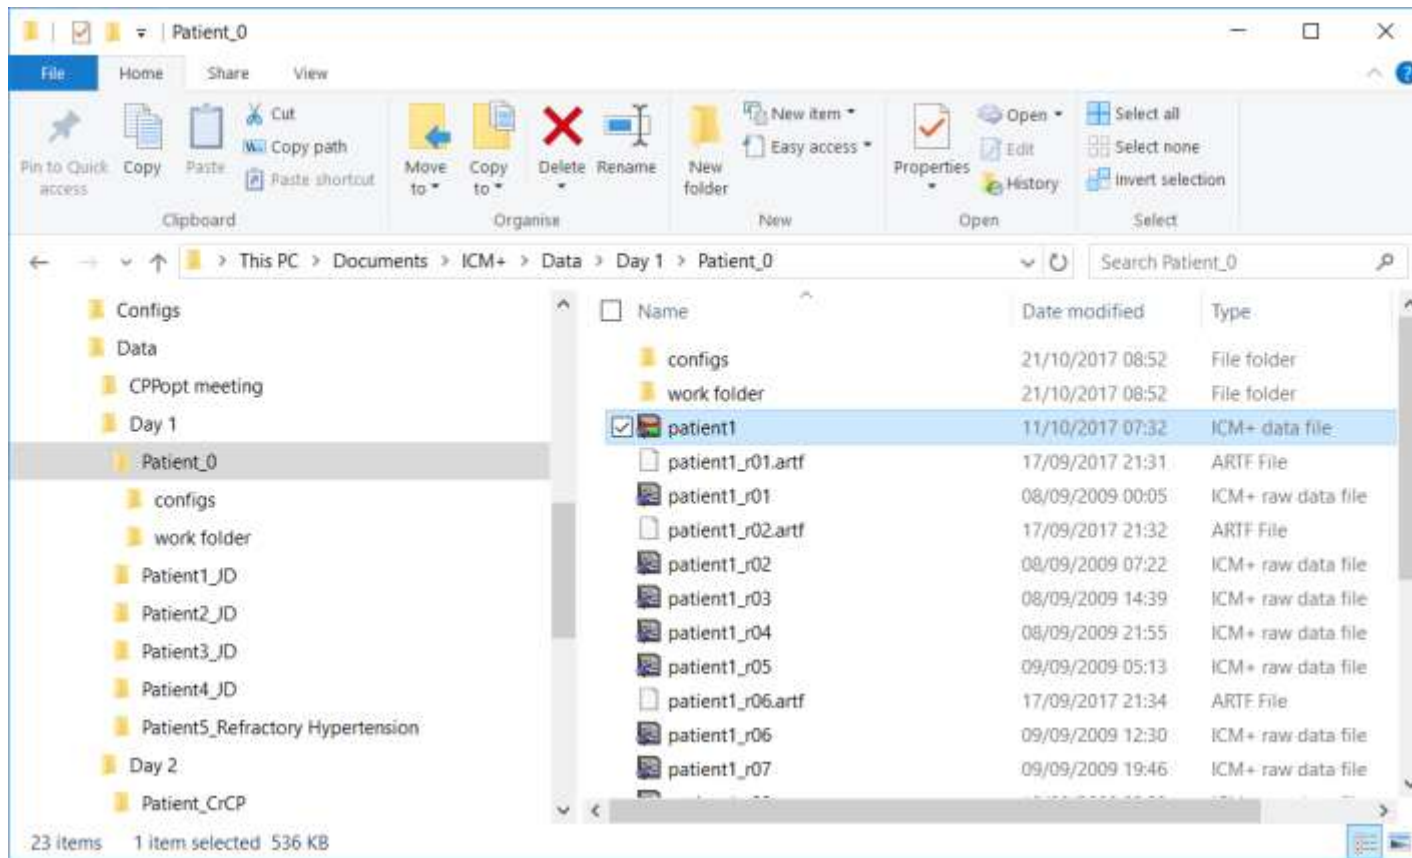 Patient_0
File Home Share View
Pin to Quick access
Copy
Paste
Cut
Copy path
Paste shortcut
Clipboard
Move to
Copy to
Delete
Rename
Organise
New folder
New item
Easy access
New
Properties
Open
Edit
History
Open
Select all
Select none
Invert selection
Select
This PC > Documents > ICM+ > Data > Day 1 > Patient_0
Search Patient_0
Configs
Data
CPPopt meeting
Day 1
Patient_0
configs
work folder
Patient1_JD
Patient2_JD
Patient3_JD
Patient4_JD
Patient5_Refractory Hypertension
Day 2
Patient_CrCP
Name Date modified Type
configs 21/10/2017 08:52 File folder
work folder 21/10/2017 08:52 File folder
patient1 11/10/2017 07:32 ICM+ data file
patient1_r01.artf 17/09/2017 21:31 ARTF File
patient1_r01 08/09/2009 00:05 ICM+ raw data file
patient1_r02.artf 17/09/2017 21:32 ARTF File
patient1_r02 08/09/2009 07:22 ICM+ raw data file
patient1_r03 08/09/2009 14:39 ICM+ raw data file
patient1_r04 08/09/2009 21:55 ICM+ raw data file
patient1_r05 09/09/2009 05:13 ICM+ raw data file
patient1_r06.artf 17/09/2017 21:34 ARTF File
patient1_r06 09/09/2009 12:30 ICM+ raw data file
patient1_r07 09/09/2009 19:46 ICM+ raw data file
23 items 1 item selected 536 KB